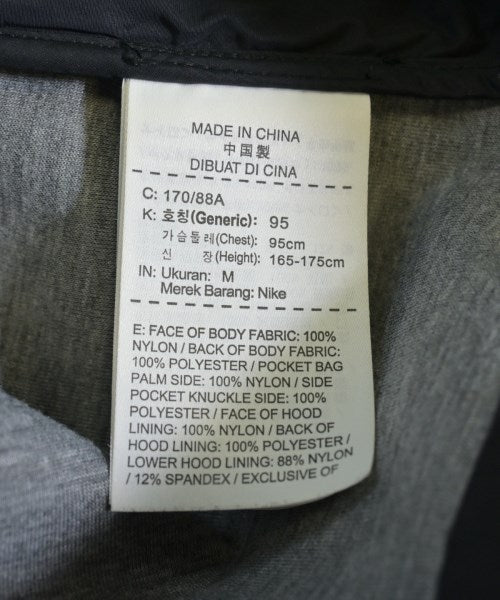 MADE IN CHINA
中国製
DIBUAT DI CINA
C: 170/88A
K: 호칭(Generic): 95
가슴둘레(Chest): 95cm
신 장(Height): 165-175cm
IN: Ukuran: M
Merek Barang: Nike
E: FACE OF BODY FABRIC: 100%
NYLON / BACK OF BODY FABRIC:
100% POLYESTER / POCKET BAG
PALM SIDE: 100% NYLON / SIDE
POCKET KNUCKLE SIDE: 100%
POLYESTER / FACE OF HOOD
LINING: 100% NYLON / BACK OF
HOOD LINING: 100% POLYESTER /
LOWER HOOD LINING: 88% NYLON
/ 12% SPANDEX / EXCLUSIVE OF